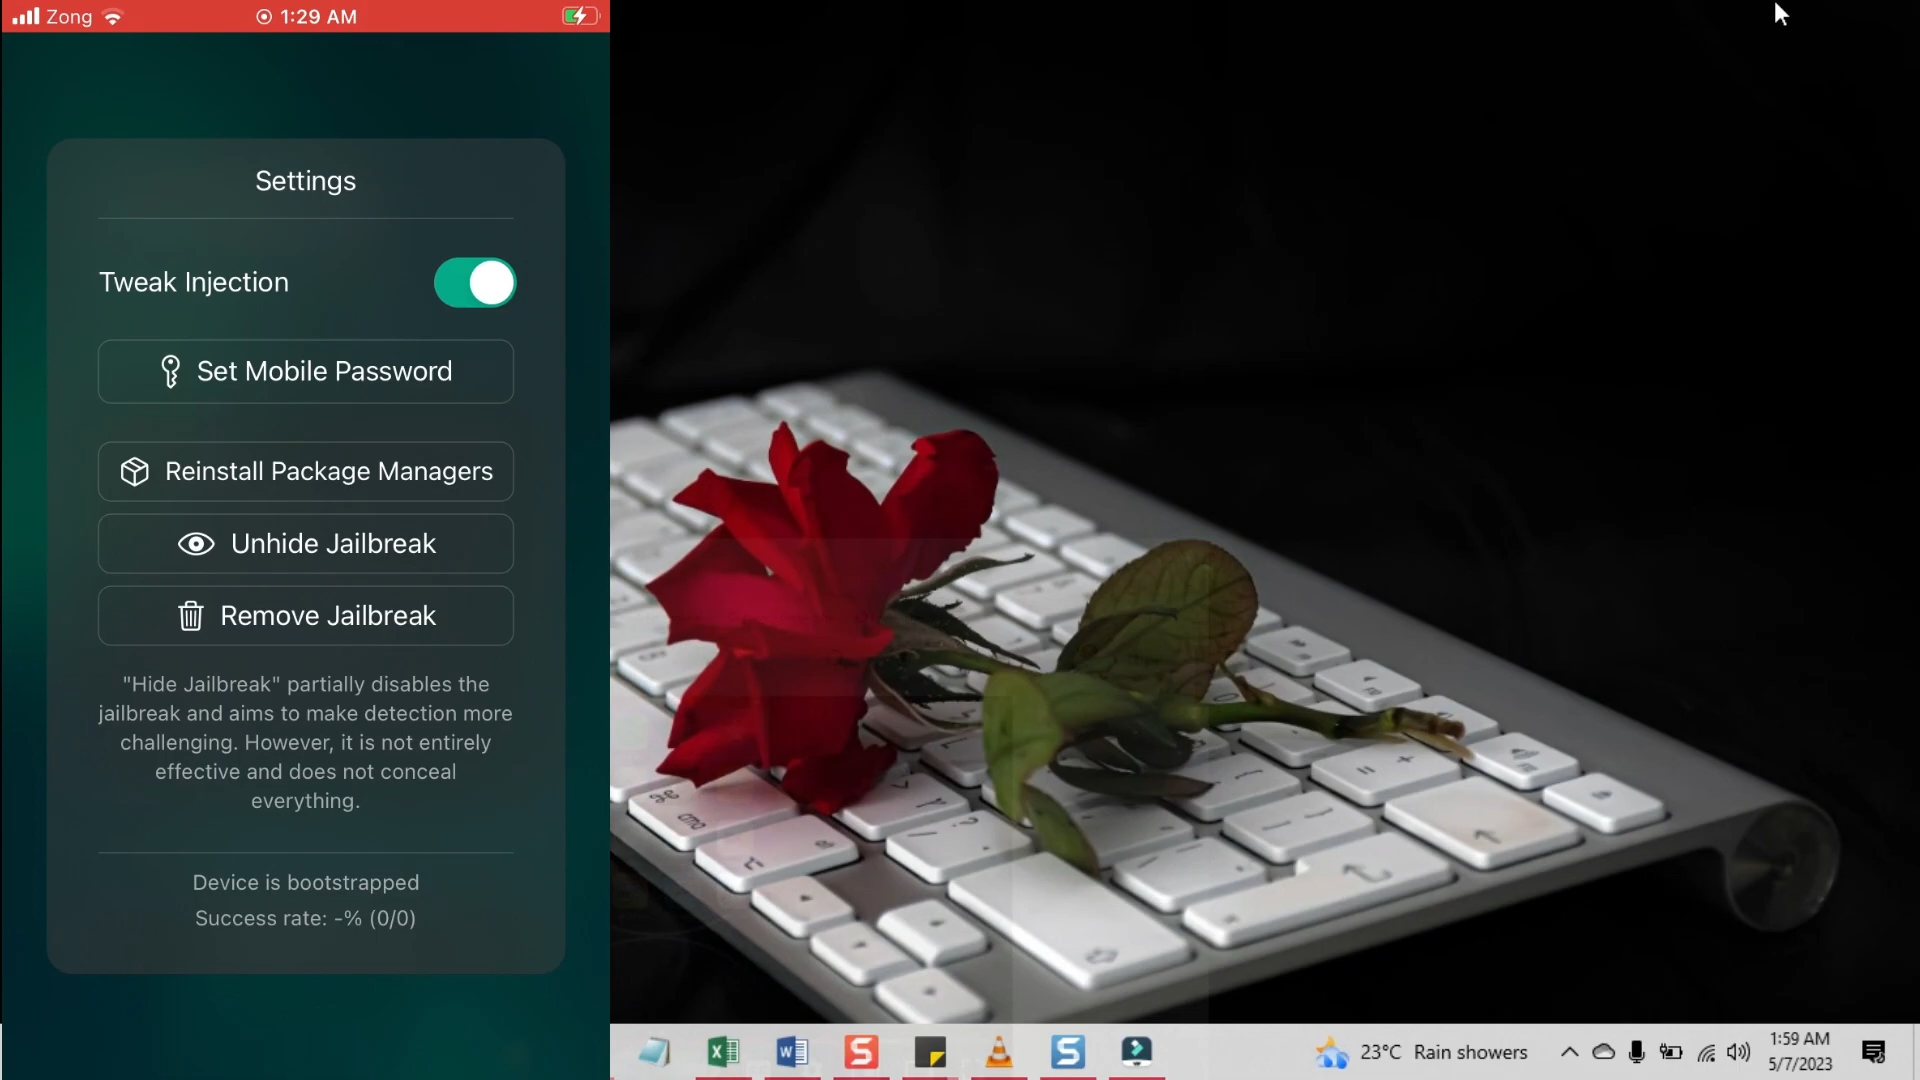 Zong 1:29 AM
Settings
Tweak Injection
Set Mobile Password
Reinstall Package Managers
Unhide Jailbreak
Remove Jailbreak
"Hide Jailbreak" partially disables the
jailbreak and aims to make detection more
challenging. However, it is not entirely
effective and does not conceal
everything.
Device is bootstrapped
Success rate: -% (0/0)
23°C Rain showers
1:59 AM
5/7/2023